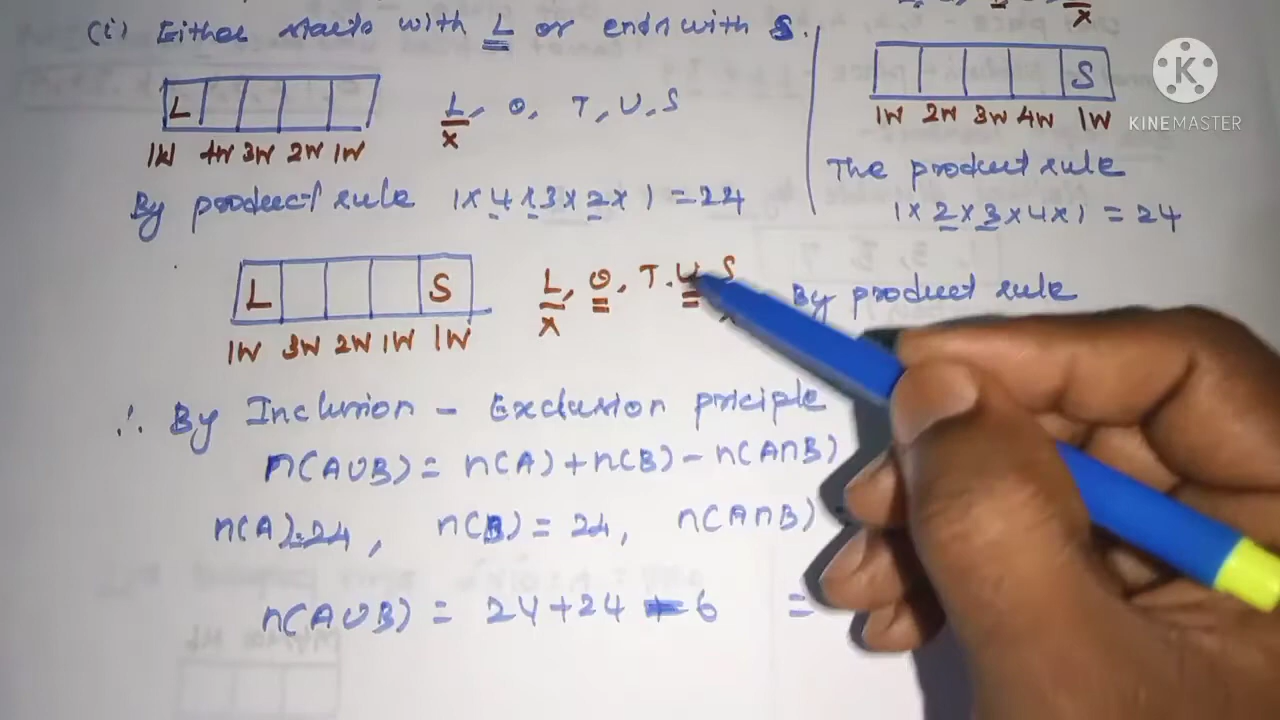 (i) Either starts with L or ends with S.
L
1W 4W 3W 2W 1W
L, O, T, U, S
x
By product rule 1×4×3×2×1 = 24
x
S
1W 2W 3W 4W 1W
The product rule
1×2×3×4×1 = 24
K
KINEMASTER
L S
1W 3W 2W 1W 1W
L, O, T. U S
x x
By product rule
∴ By Inclusion - Exclusion priciple
n(AUB) = n(A) + n(B) - n(A∩B)
n(A)=24, n(B) = 24, n(A∩B)
n(AUB) = 24+24 - 6 =